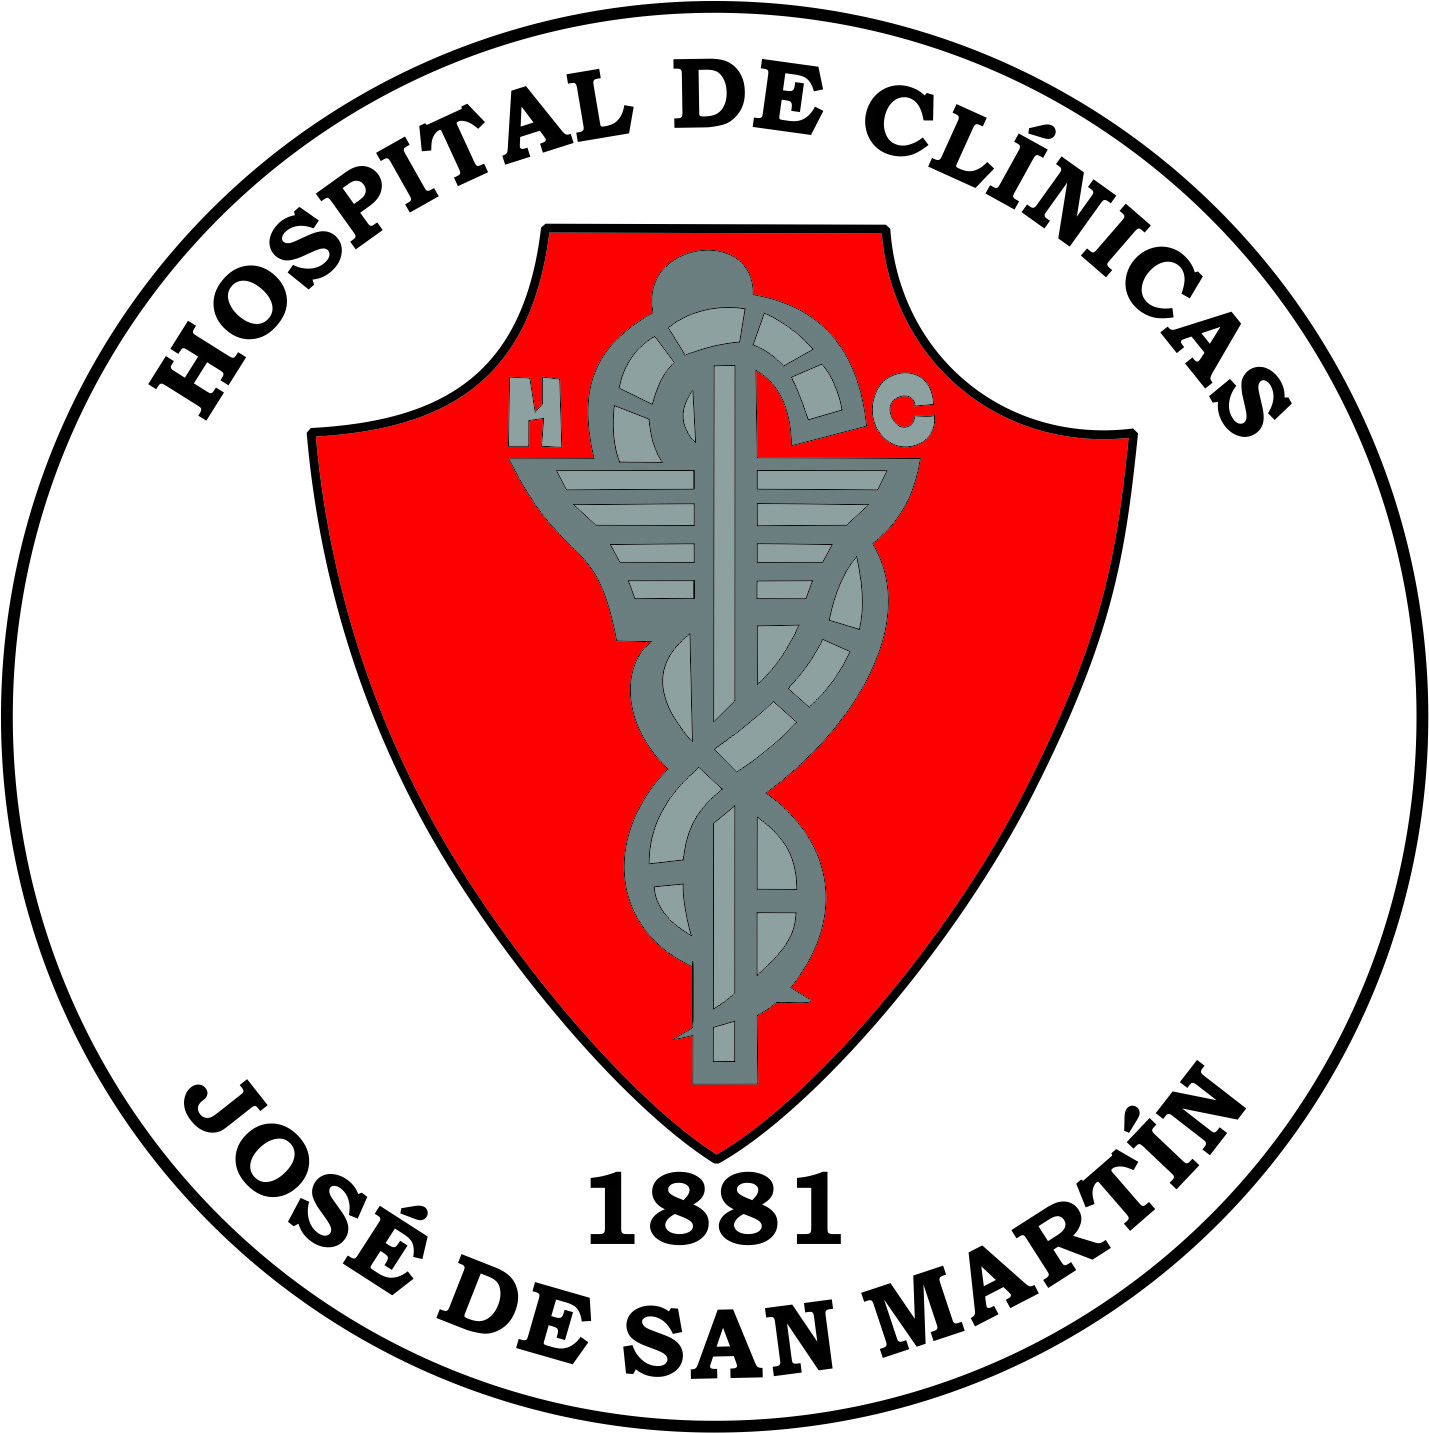 HOSPITAL DE CLÍNICAS
H C
1881
JOSÉ DE SAN MARTÍN